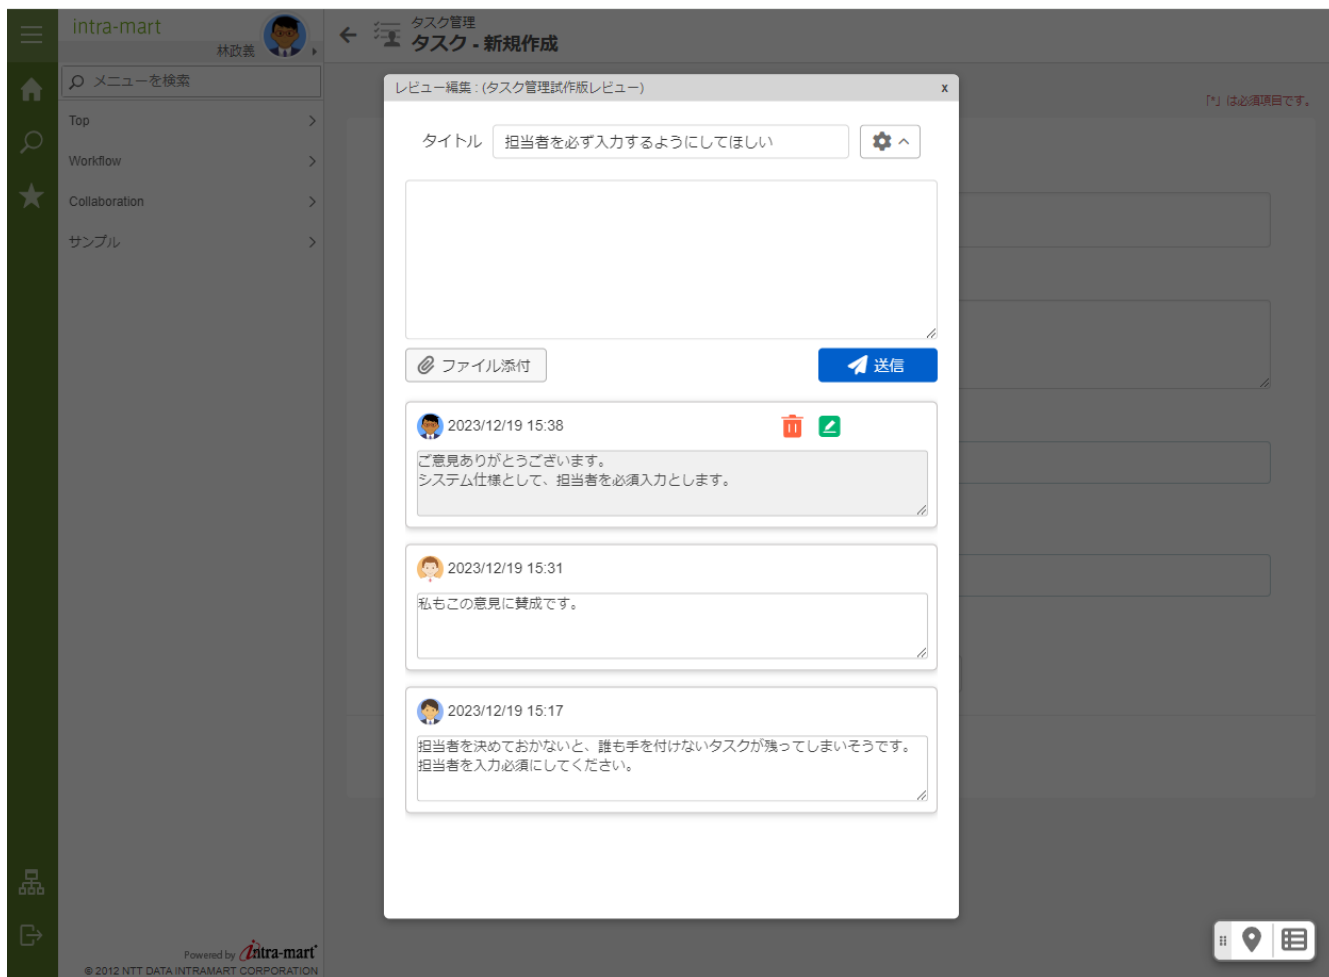 intra-mart
林政義
メニューを検索
Top
Workflow
Collaboration
サンプル
Powered by intra-mart
© 2012 NTT DATA INTRAMART CORPORATION
タスク管理
タスク - 新規作成
「*」は必須項目です。
レビュー編集 : (タスク管理試作版レビュー)
x
タイトル
担当者を必ず入力するようにしてほしい
ファイル添付
送信
2023/12/19 15:38
ご意見ありがとうございます。
システム仕様として、担当者を必須入力とします。
2023/12/19 15:31
私もこの意見に賛成です。
2023/12/19 15:17
担当者を決めておかないと、誰も手を付けないタスクが残ってしまいそうです。
担当者を入力必須にしてください。